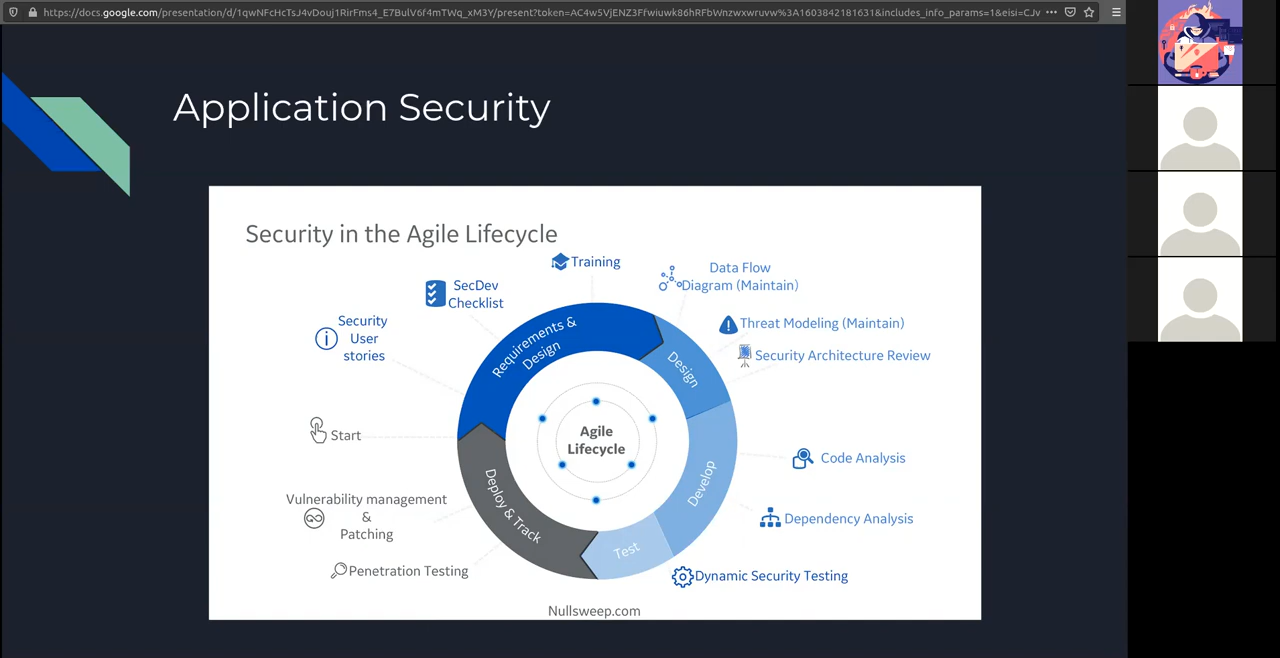 https://docs.google.com/presentation/d/1qwNFcHcTsJ4vDouj1RirFms4_E7BulV6f4mTWq_xM3Y/present?token=AC4w5VjENZ3Ffwiuwk86hRFbWnzwxwruvw%3A1603842181631&includes_info_params=1&eisi=CJv
Application Security
Security in the Agile Lifecycle
Training
SecDev
Checklist
Data Flow
Diagram (Maintain)
Security
User
stories
Threat Modeling (Maintain)
Security Architecture Review
Requirements &
Design
Design
Start
Agile
Lifecycle
Code Analysis
Develop
Vulnerability management
&
Patching
Deploy & Track
Dependency Analysis
Test
Penetration Testing
Dynamic Security Testing
Nullsweep.com